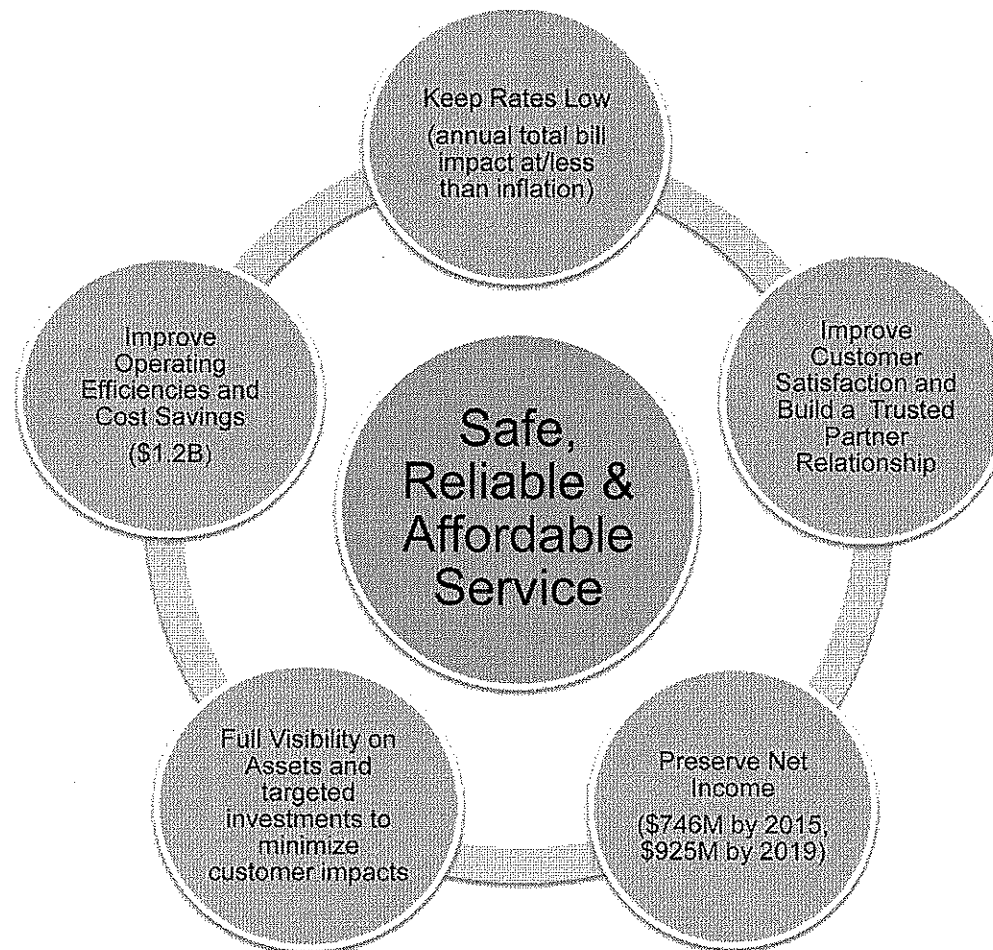 Keep Rates Low
(annual total bill
impact at/less
than inflation)
Improve
Customer
Satisfaction and
Build a Trusted
Partner
Relationship
Preserve Net
Income
($746M by 2015,
$925M by 2019)
Full Visibility on
Assets and
targeted
investments to
minimize
customer impacts
Improve
Operating
Efficiencies and
Cost Savings
($1.2B)
Safe,
Reliable &
Affordable
Service